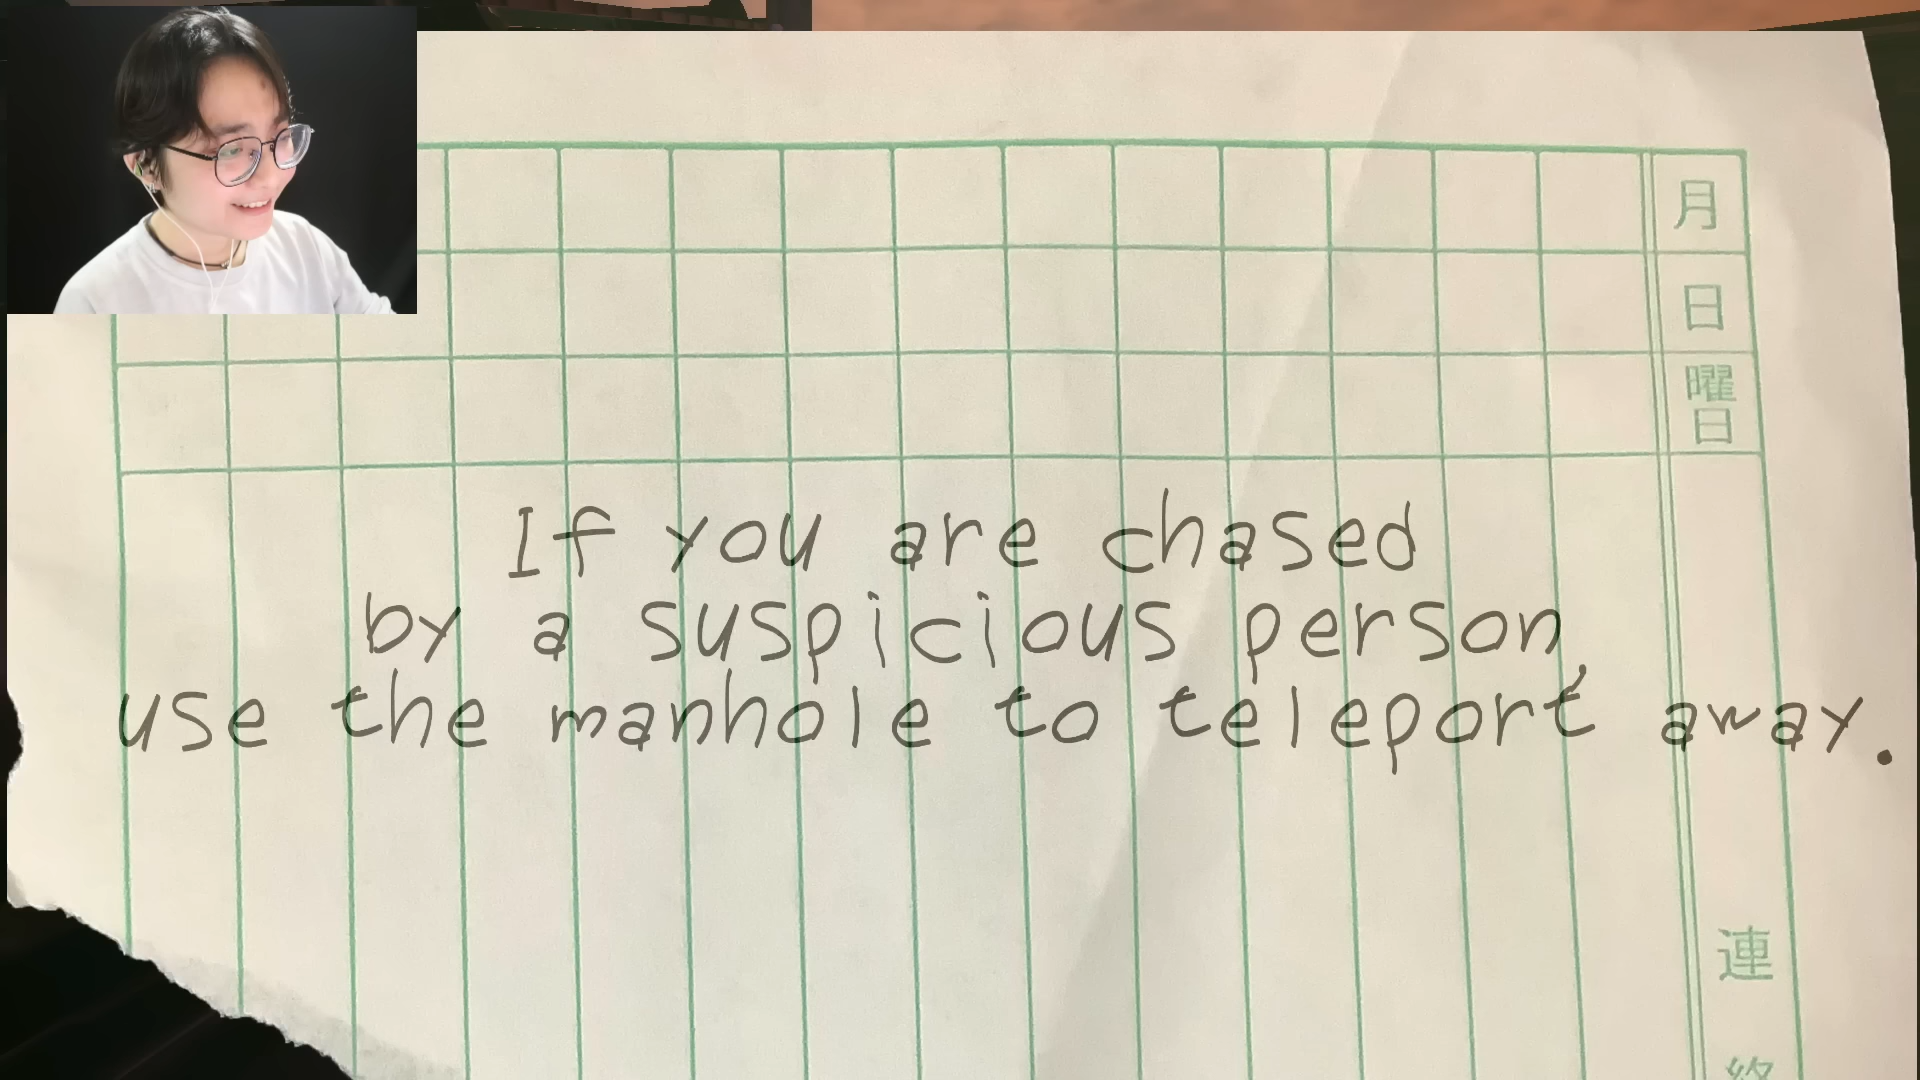 If you are chased
by a suspicious person,
use the manhole to teleport away.
月
日
曜
日
連